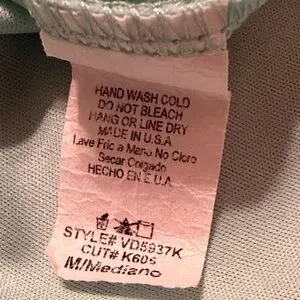 HAND WASH COLD
DO NOT BLEACH
HANG OR LINE DRY
MADE IN U.S.A
Lave Fric a Mano No Cloro
Secar Colgado
HECHO EN E.U.A
STYLE# VD5937K
CUT# K605
M/Mediano